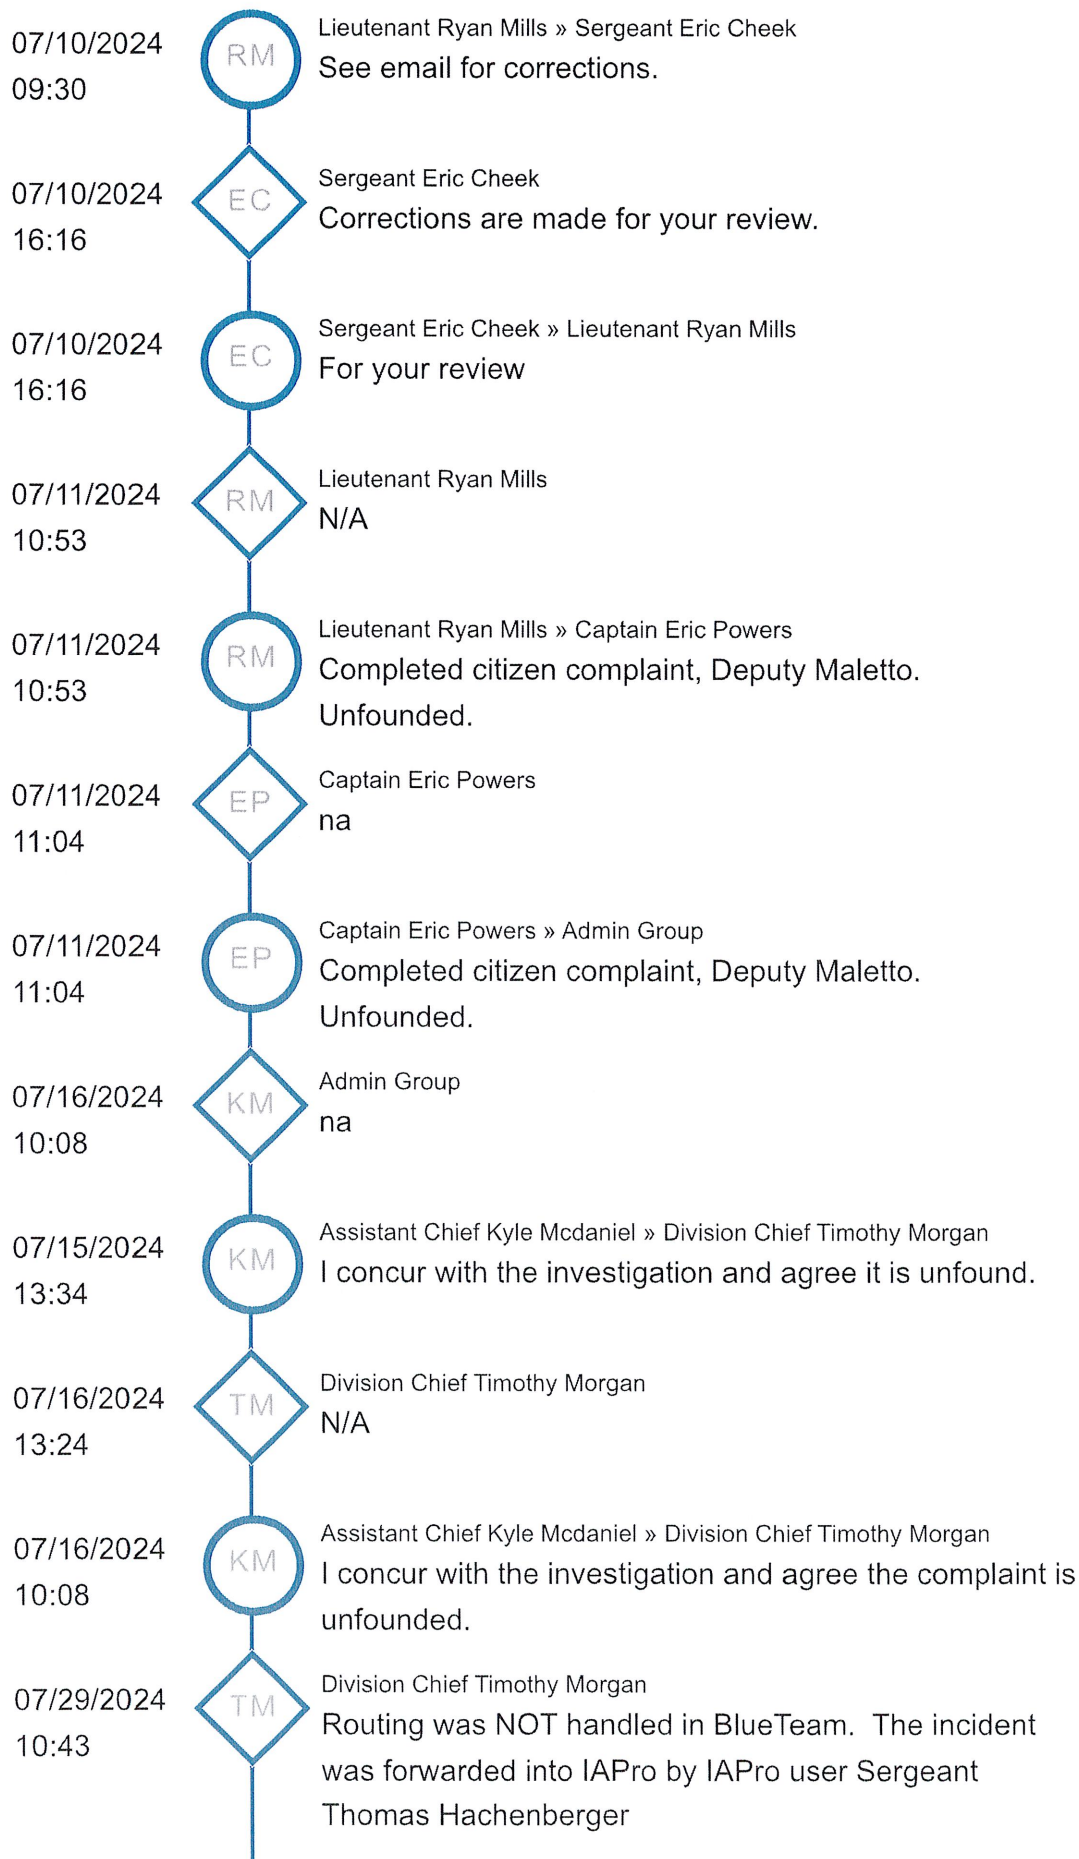 07/10/2024
09:30
RM
Lieutenant Ryan Mills » Sergeant Eric Cheek
See email for corrections.
07/10/2024
16:16
EC
Sergeant Eric Cheek
Corrections are made for your review.
07/10/2024
16:16
EC
Sergeant Eric Cheek » Lieutenant Ryan Mills
For your review
07/11/2024
10:53
RM
Lieutenant Ryan Mills
N/A
07/11/2024
10:53
RM
Lieutenant Ryan Mills » Captain Eric Powers
Completed citizen complaint, Deputy Maletto.
Unfounded.
07/11/2024
11:04
EP
Captain Eric Powers
na
07/11/2024
11:04
EP
Captain Eric Powers » Admin Group
Completed citizen complaint, Deputy Maletto.
Unfounded.
07/16/2024
10:08
KM
Admin Group
na
07/15/2024
13:34
KM
Assistant Chief Kyle Mcdaniel » Division Chief Timothy Morgan
I concur with the investigation and agree it is unfound.
07/16/2024
13:24
TM
Division Chief Timothy Morgan
N/A
07/16/2024
10:08
KM
Assistant Chief Kyle Mcdaniel » Division Chief Timothy Morgan
I concur with the investigation and agree the complaint is
unfounded.
07/29/2024
10:43
TM
Division Chief Timothy Morgan
Routing was NOT handled in BlueTeam.  The incident
was forwarded into IAPro by IAPro user Sergeant
Thomas Hachenberger